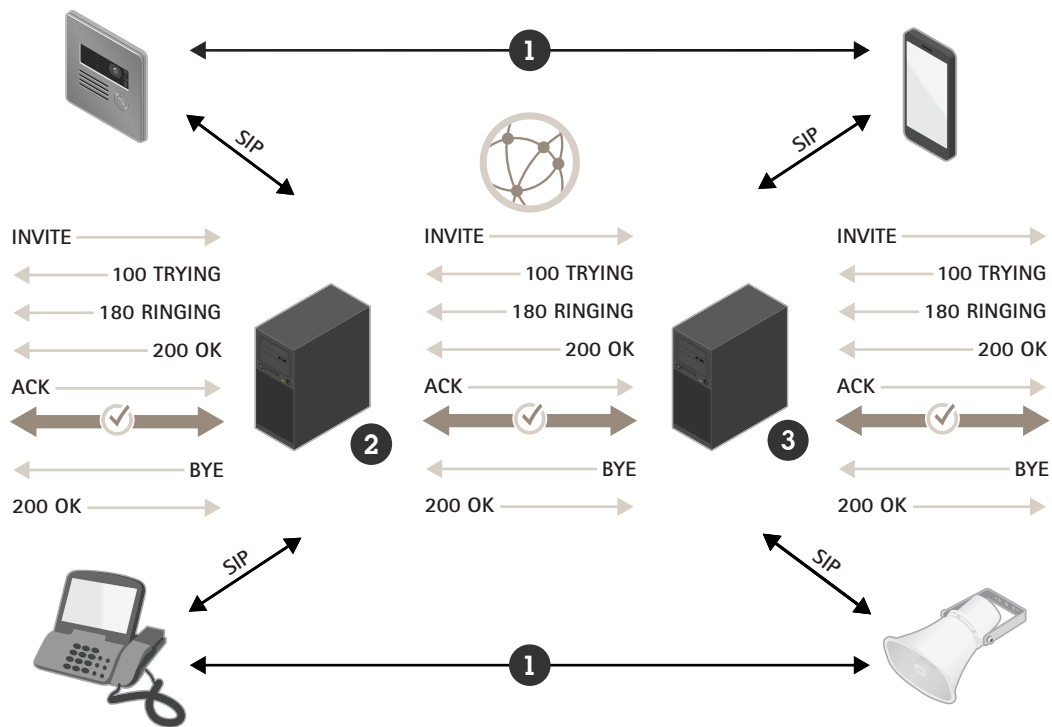 1
SIP
SIP
INVITE
100 TRYING
180 RINGING
200 OK
ACK
BYE
200 OK
INVITE
100 TRYING
180 RINGING
200 OK
ACK
BYE
200 OK
INVITE
100 TRYING
180 RINGING
200 OK
ACK
BYE
200 OK
2
3
SIP
SIP
1